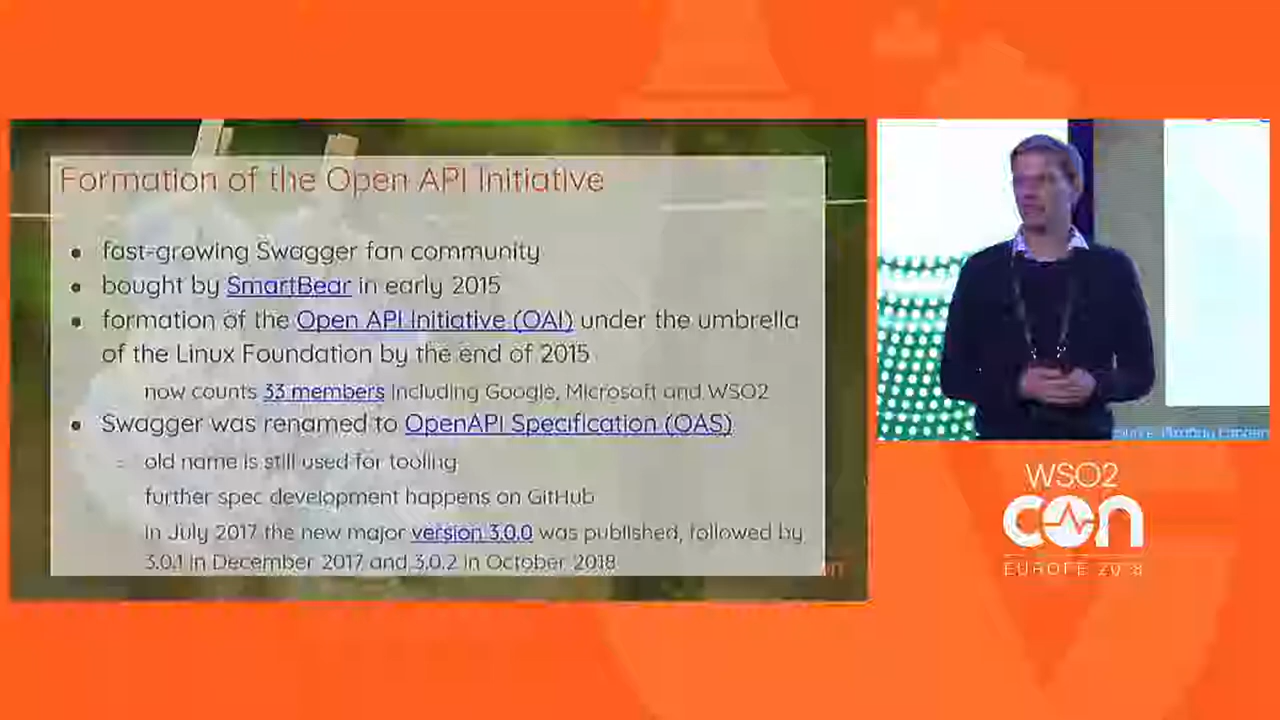 Formation of the Open API Initiative
fast-growing Swagger fan community
bought by SmartBear in early 2015
formation of the Open API Initiative (OAI) under the umbrella
of the Linux Foundation by the end of 2015
now counts 33 members including Google, Microsoft and WSO2
Swagger was renamed to OpenAPI Specification (OAS)
old name is still used for tooling
further spec development happens on GitHub
in July 2017 the new major version 3.0.0 was published, followed by
3.0.1 in December 2017 and 3.0.2 in October 2018
WSO2
CON
EUROPE 2018